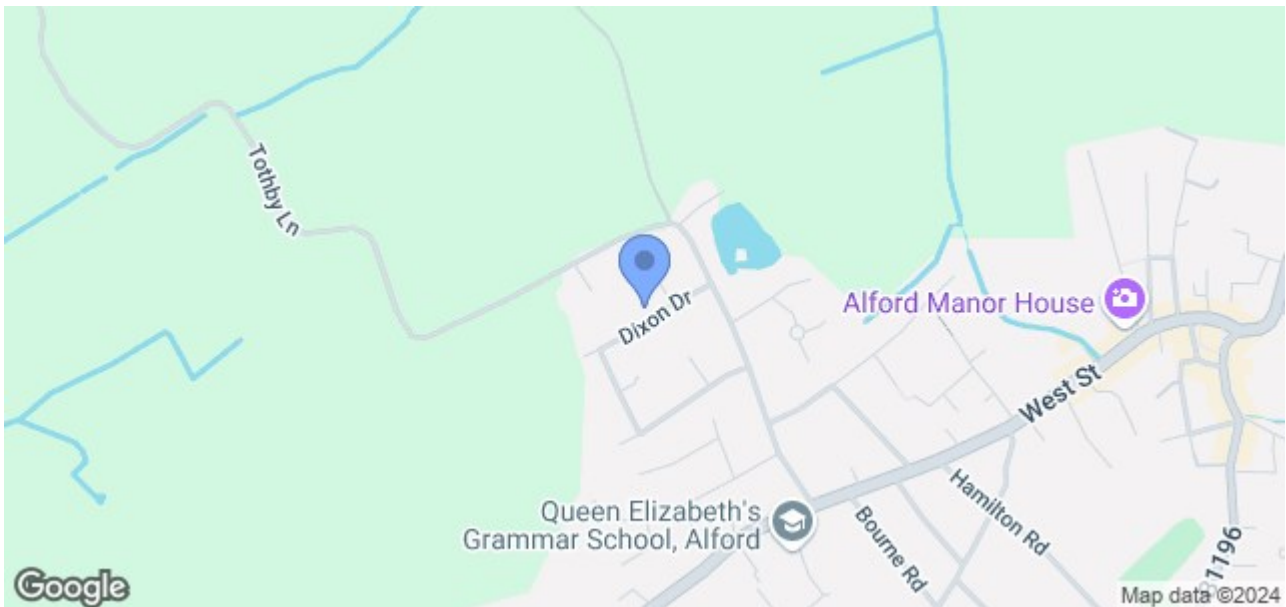 Tothby Ln
Dixon Dr
Alford Manor House
West St
Queen Elizabeth's
Grammar School, Alford
Hamilton Rd
Bourne Rd
B1196
Google
Map data ©2024